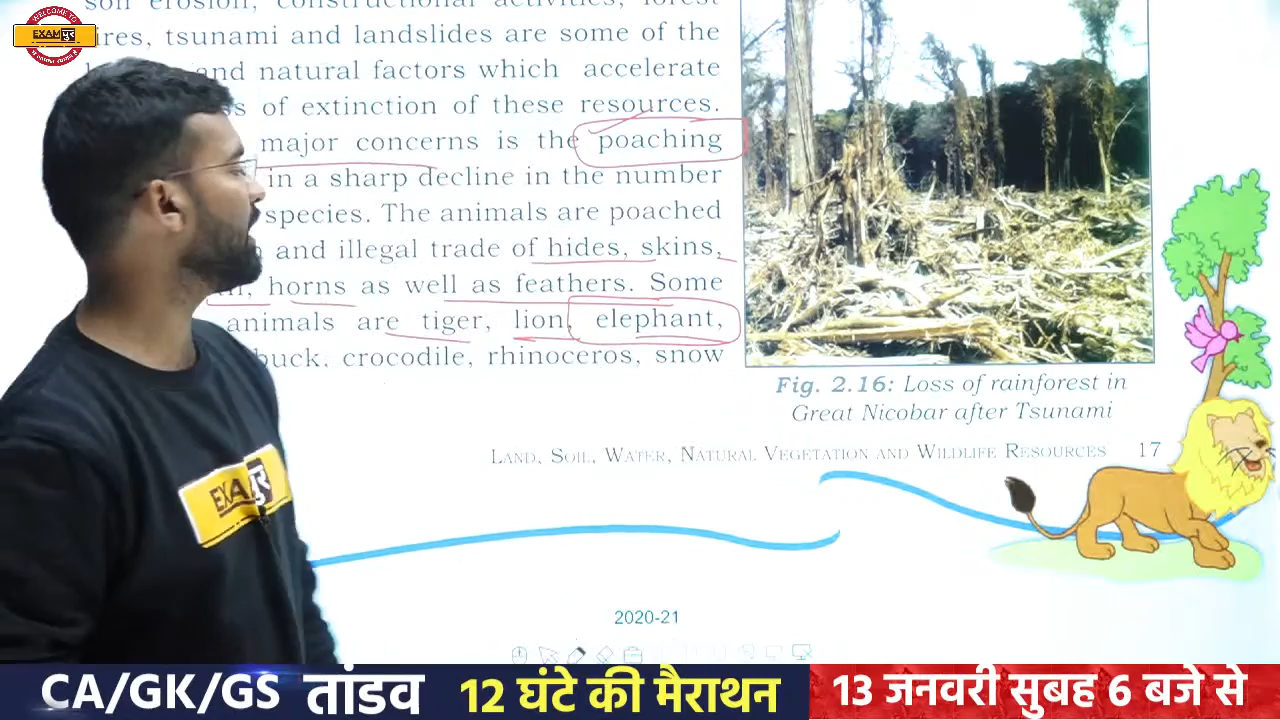 WELCOME TO
EXAM पुर
soil erosion, constructional activities, forest
ires, tsunami and landslides are some of the
and natural factors which accelerate
s of extinction of these resources.
major concerns is the poaching
in a sharp decline in the number
species. The animals are poached
and illegal trade of hides, skins,
horns as well as feathers. Some
animals are tiger, lion, elephant,
buck, crocodile, rhinoceros, snow
Fig. 2.16: Loss of rainforest in
Great Nicobar after Tsunami
LAND, SOIL, WATER, NATURAL VEGETATION AND WILDLIFE RESOURCES 17
EXAM पुर
2020-21
CA/GK/GS तांडव 12 घंटे की मैराथन 13 जनवरी सुबह 6 बजे से